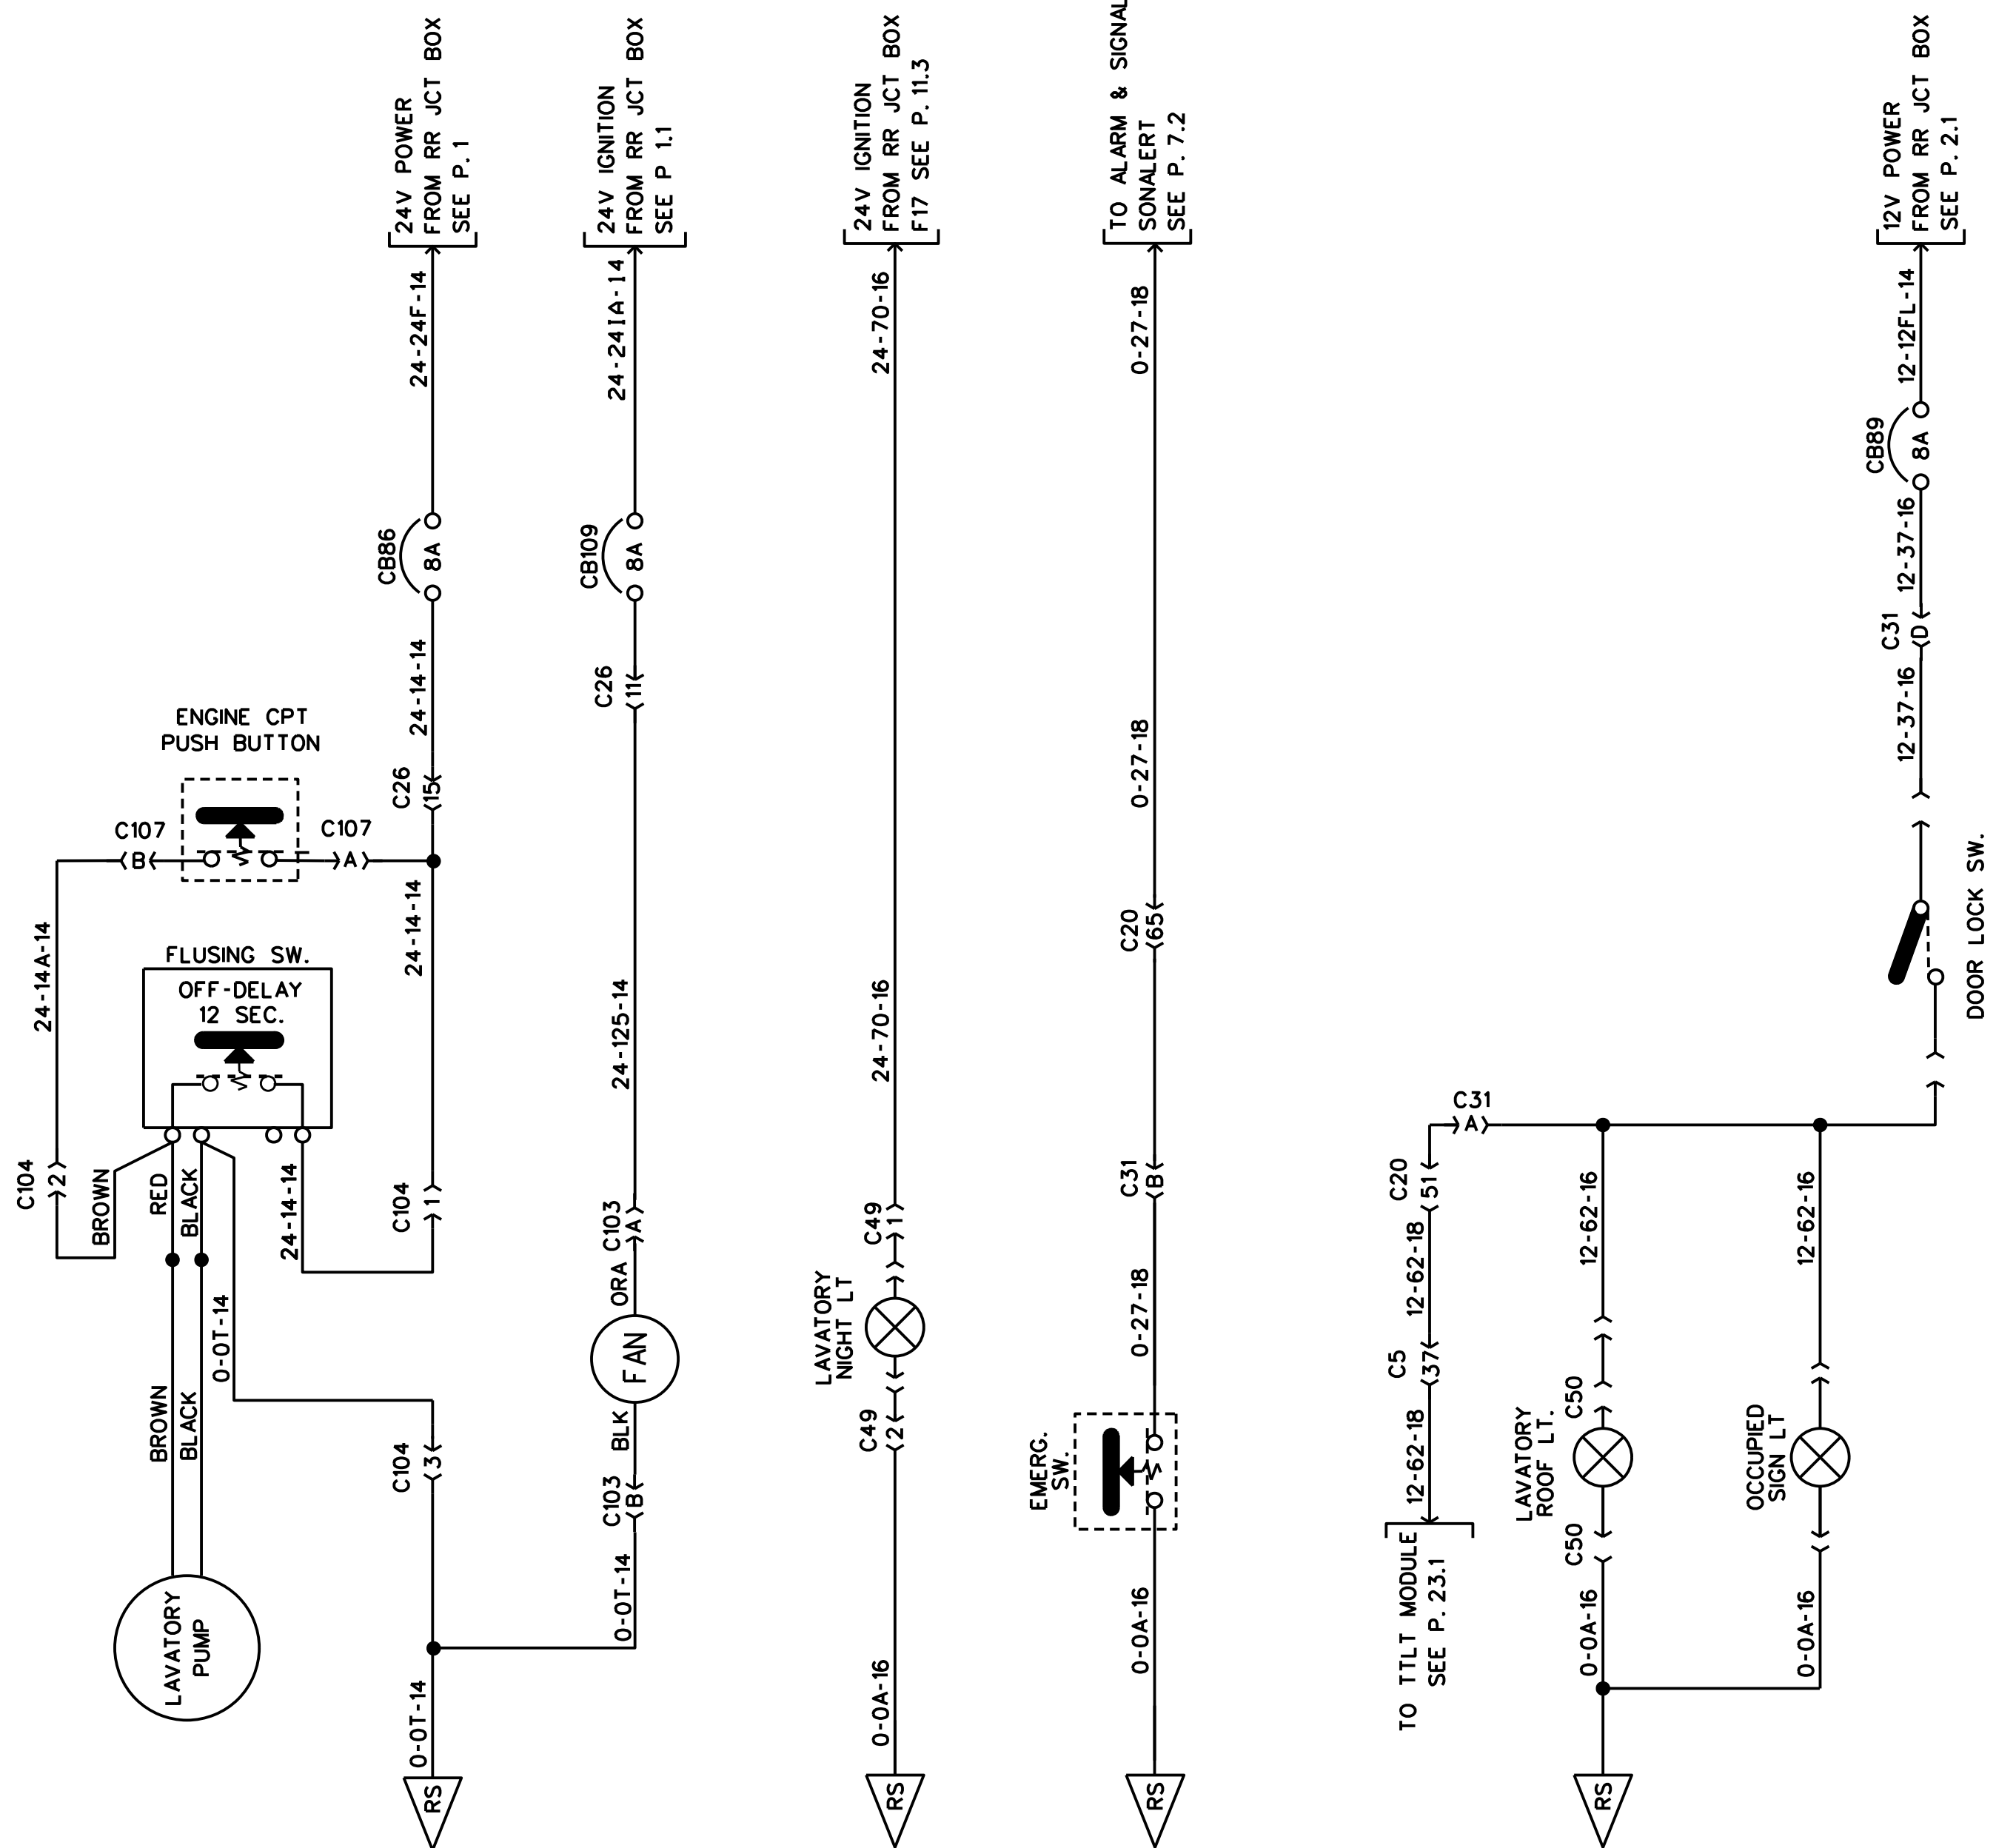 24V POWER
FROM RR JCT BOX
SEE P. 1
24-24F-14
CB86
8A
24-14-14
C26
15
ENGINE CPT
PUSH BUTTON
C107
B
C107
A
24-14A-14
24-14-14
FLUSING SW.
OFF-DELAY
12 SEC.
C104
2
BROWN
RED
BLACK
24-14-14
C104
1
0-0T-14
BROWN
BLACK
C104
3
LAVATORY
PUMP
0-0T-14
RS
24V IGNITION
FROM RR JCT BOX
SEE P 1.1
24-24IA-14
CB109
8A
C26
11
24-125-14
C103
A
ORA
FAN
BLK
C103
B
0-0T-14
24V IGNITION
FROM RR JCT BOX
F17 SEE P. 11.3
24-70-16
24-70-16
C49
1
LAVATORY
NIGHT LT
C49
2
0-0A-16
RS
TO ALARM & SIGNAL
SONALERT
SEE P. 7.2
0-27-18
0-27-18
C20
65
C31
B
0-27-18
EMERG.
SW.
0-0A-16
RS
12V POWER
FROM RR JCT BOX
SEE P. 2.1
12-12FL-14
CB89
8A
12-37-16
C31
D
12-37-16
DOOR LOCK SW.
C31
A
C20
51
12-62-18
C5
37
12-62-18
TO TTLT MODULE
SEE P. 23.1
12-62-16
C50
LAVATORY
ROOF LT.
C50
0-0A-16
12-62-16
OCCUPIED
SIGN LT
0-0A-16
RS